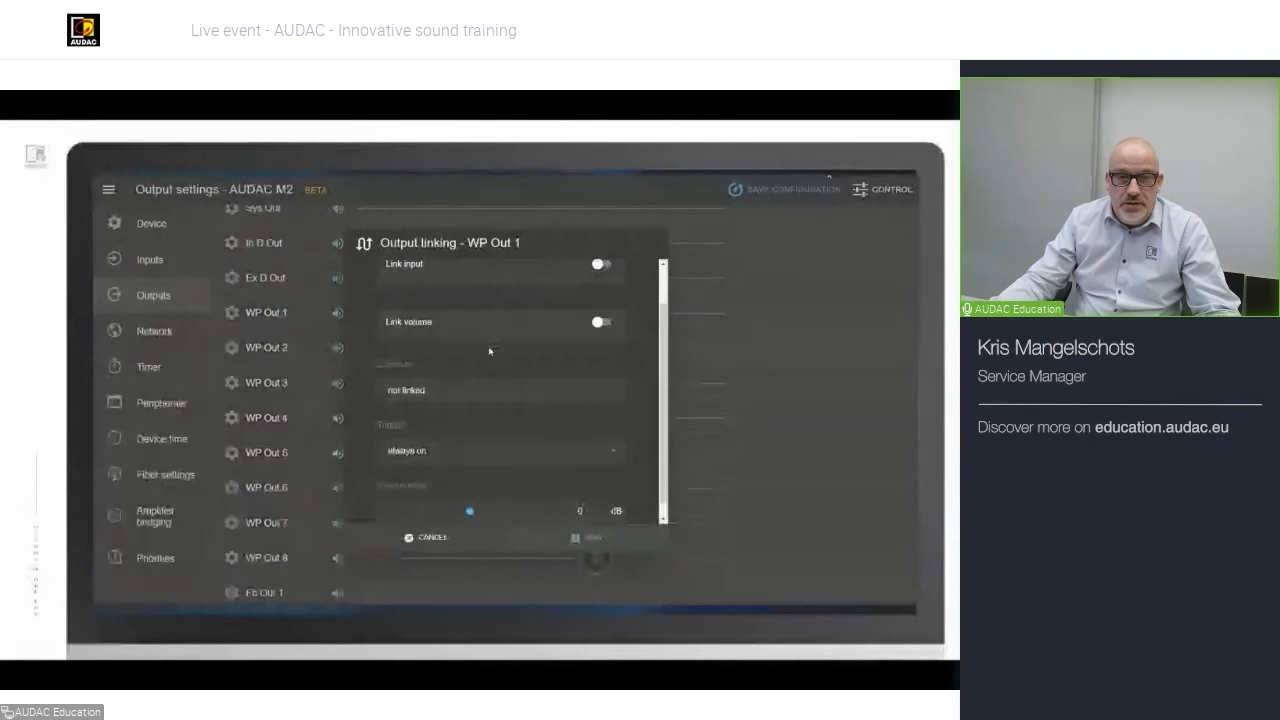 AUDAC
Live event - AUDAC - Innovative sound training
Output settings - AUDAC M2 BETA
SAVE CONFIGURATION
CONTROL
Device
Inputs
Outputs
Network
Timer
Peripherals
Device time
Fiber settings
Amplifier
bridging
Priorities
Sys Out
In D Out
Ex D Out
WP Out 1
WP Out 2
WP Out 3
WP Out 4
WP Out 5
WP Out 6
WP Out 7
WP Out 8
Fb Out 1
Output linking - WP Out 1
Link input
Link volume
not linked
always on
0 dB
CANCEL
AUDAC Education
Kris Mangelschots
Service Manager
Discover more on education.audac.eu
AUDAC Education